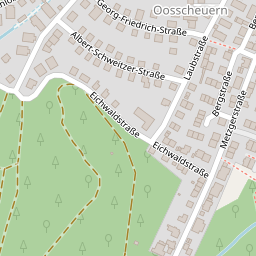 Oosscheuern
Georg-Friedrich-Straße
Albert-Schweitzer-Straße
Laubstraße
Bergstraße
Metzgerstraße
Eichwaldstraße
Eichwaldstraße